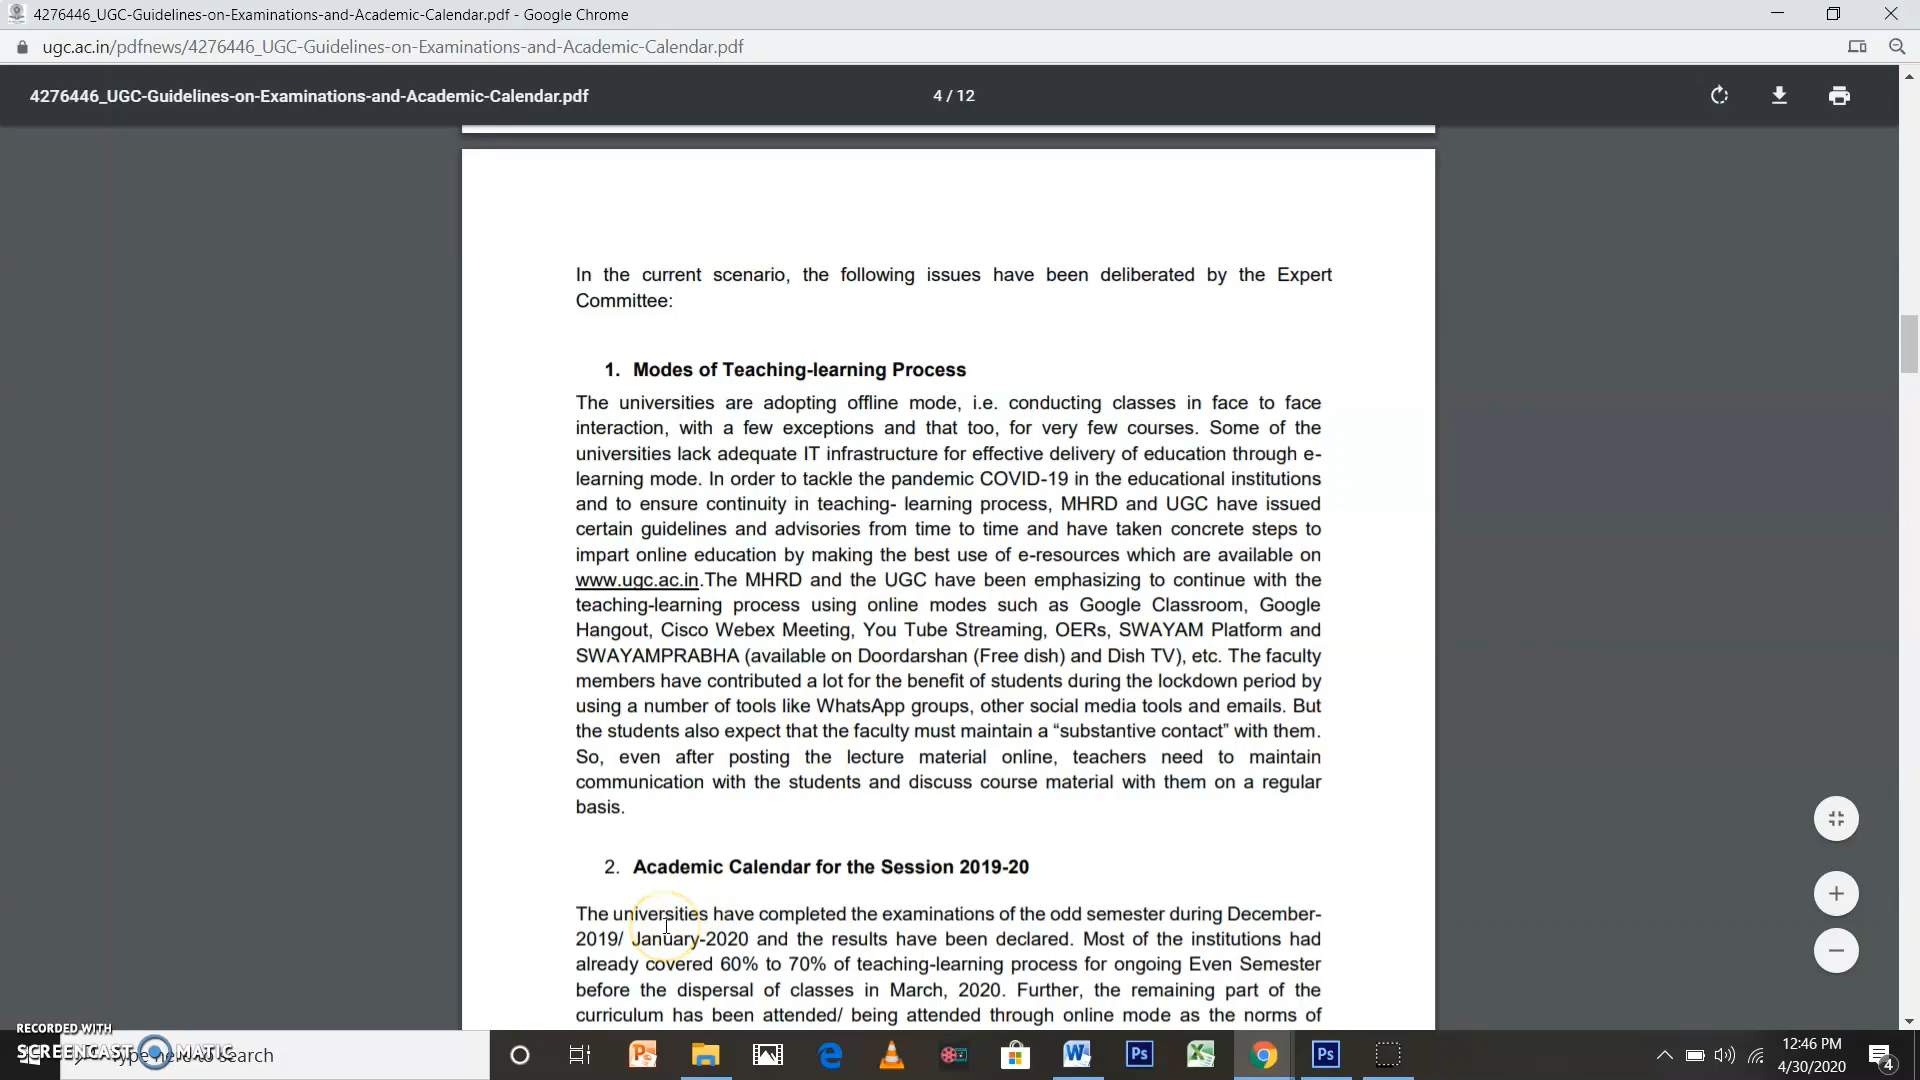 4276446_UGC-Guidelines-on-Examinations-and-Academic-Calendar.pdf - Google Chrome
ugc.ac.in/pdfnews/4276446_UGC-Guidelines-on-Examinations-and-Academic-Calendar.pdf
4276446_UGC-Guidelines-on-Examinations-and-Academic-Calendar.pdf 4 / 12
In the current scenario, the following issues have been deliberated by the Expert
Committee:
1. Modes of Teaching-learning Process
The universities are adopting offline mode, i.e. conducting classes in face to face
interaction, with a few exceptions and that too, for very few courses. Some of the
universities lack adequate IT infrastructure for effective delivery of education through e-
learning mode. In order to tackle the pandemic COVID-19 in the educational institutions
and to ensure continuity in teaching- learning process, MHRD and UGC have issued
certain guidelines and advisories from time to time and have taken concrete steps to
impart online education by making the best use of e-resources which are available on
www.ugc.ac.in.The MHRD and the UGC have been emphasizing to continue with the
teaching-learning process using online modes such as Google Classroom, Google
Hangout, Cisco Webex Meeting, You Tube Streaming, OERs, SWAYAM Platform and
SWAYAMPRABHA (available on Doordarshan (Free dish) and Dish TV), etc. The faculty
members have contributed a lot for the benefit of students during the lockdown period by
using a number of tools like WhatsApp groups, other social media tools and emails. But
the students also expect that the faculty must maintain a “substantive contact” with them.
So, even after posting the lecture material online, teachers need to maintain
communication with the students and discuss course material with them on a regular
basis.
2. Academic Calendar for the Session 2019-20
The universities have completed the examinations of the odd semester during December-
2019/ January-2020 and the results have been declared. Most of the institutions had
already covered 60% to 70% of teaching-learning process for ongoing Even Semester
before the dispersal of classes in March, 2020. Further, the remaining part of the
curriculum has been attended/ being attended through online mode as the norms of
RECORDED WITH
SCREENCAST MATIC
Type here to search
12:46 PM
4/30/2020
4